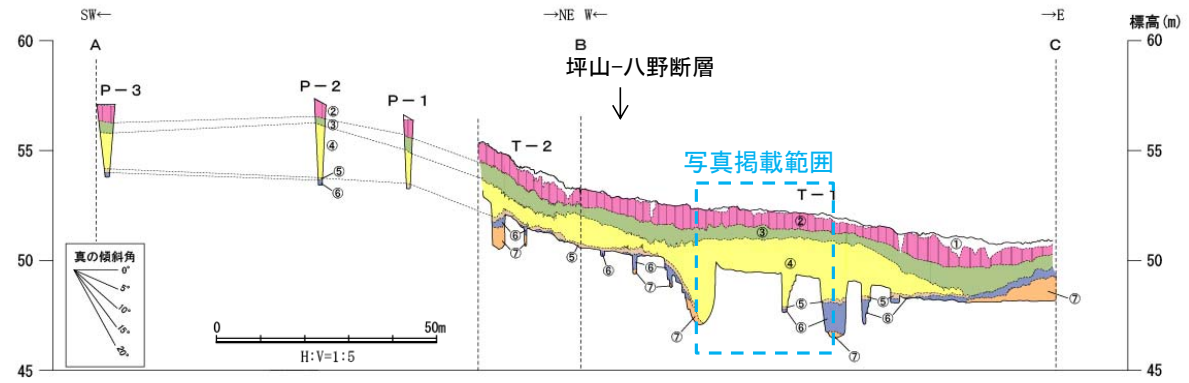 SW← →NE W← →E
標高(m)
60 A B C 60
坪山−八野断層
P−3 P−2 P−1
②
③
④
⑤
⑥
55 T−2 55
写真掲載範囲
T−1
②
①
③
50 ⑥ ⑦ ⑤ ⑥ ⑥ ④ 50
⑦ ⑤ ⑤ ⑦
⑥ ⑥
⑦ ⑦
真の傾斜角
0°
5°
10°
15°
20°
0 50m
H:V=1:5
45 45